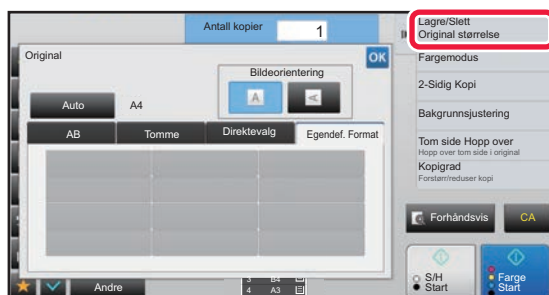 Antall kopier 1
Lagre/Slett
Original størrelse
Original
OK
Bildeorientering
A A
Auto A4
AB Tomme Direktevalg Egendef. Format
Fargemodus
2-Sidig Kopi
Bakgrunnsjustering
Tom side Hopp over
Hopp over tom side i original
Kopigrad
Forstørr/reduser kopi
Forhåndsvis CA
S/H
Start
Farge
Start
Andre
3 B4
4 A3